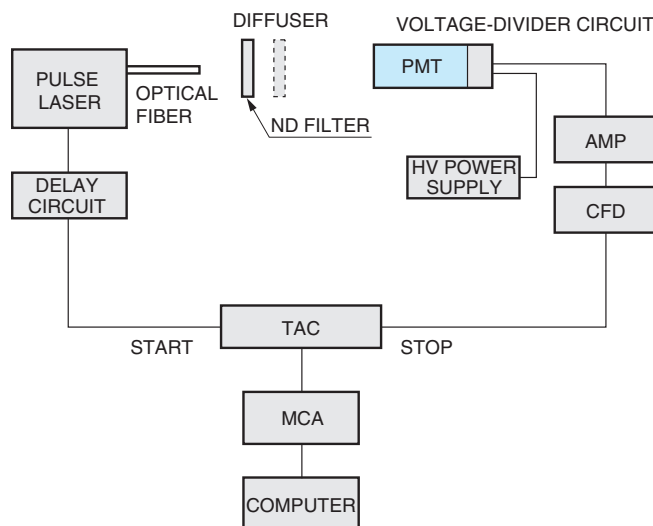 DIFFUSER
VOLTAGE-DIVIDER CIRCUIT
PULSE
LASER
OPTICAL
FIBER
ND FILTER
PMT
HV POWER
SUPPLY
AMP
DELAY
CIRCUIT
CFD
START
TAC
STOP
MCA
COMPUTER